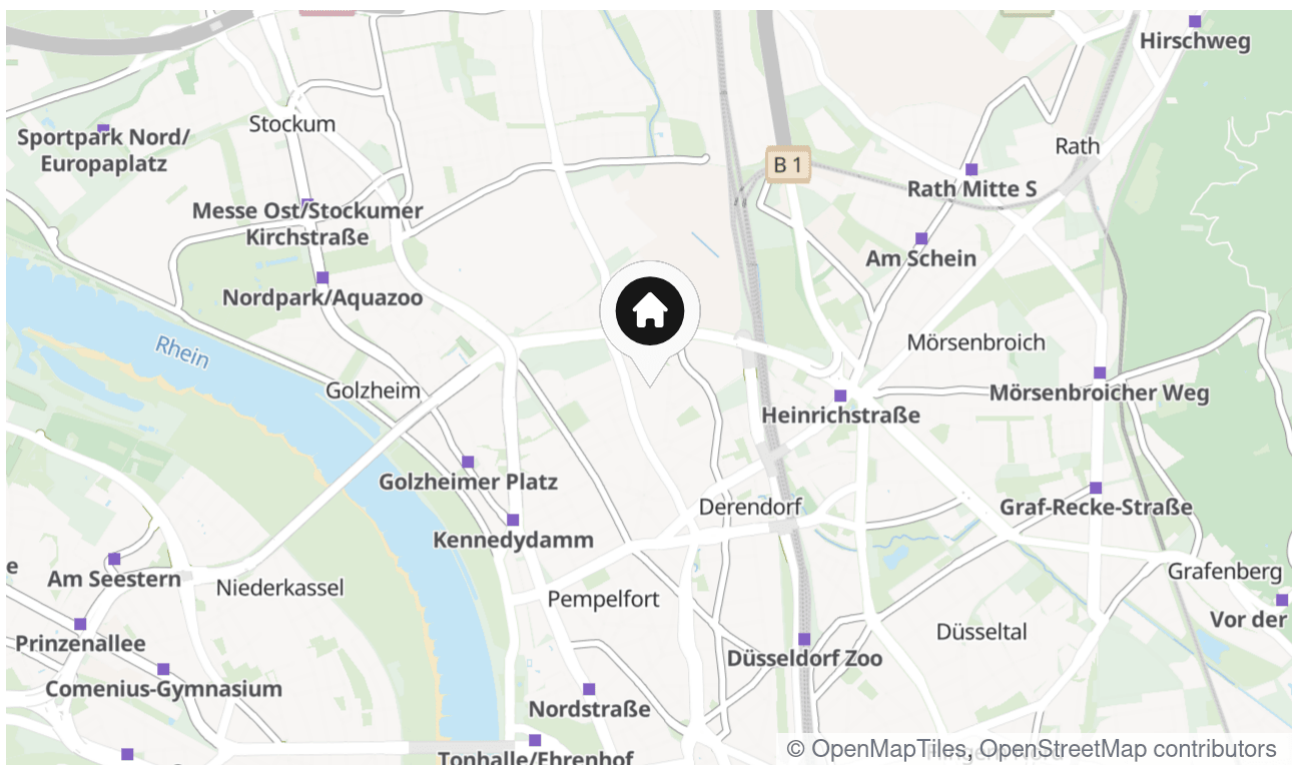 Hirschweg
Stockum
Sportpark Nord/
Europaplatz
Rath
B 1
Rath Mitte S
Messe Ost/Stockumer
Kirchstraße
Am Schein
Nordpark/Aquazoo
Rhein
Mörsenbroich
Golzheim
Mörsenbroicher Weg
Heinrichstraße
Golzheimer Platz
Derendorf
Graf-Recke-Straße
Kennedydamm
e
Am Seestern
Niederkassel
Grafenberg
Pempelfort
Vor der
Prinzenallee
Düsseltal
Düsseldorf Zoo
Comenius-Gymnasium
Nordstraße
Tonhalle/Ehrenhof
© OpenMapTiles, OpenStreetMap contributors